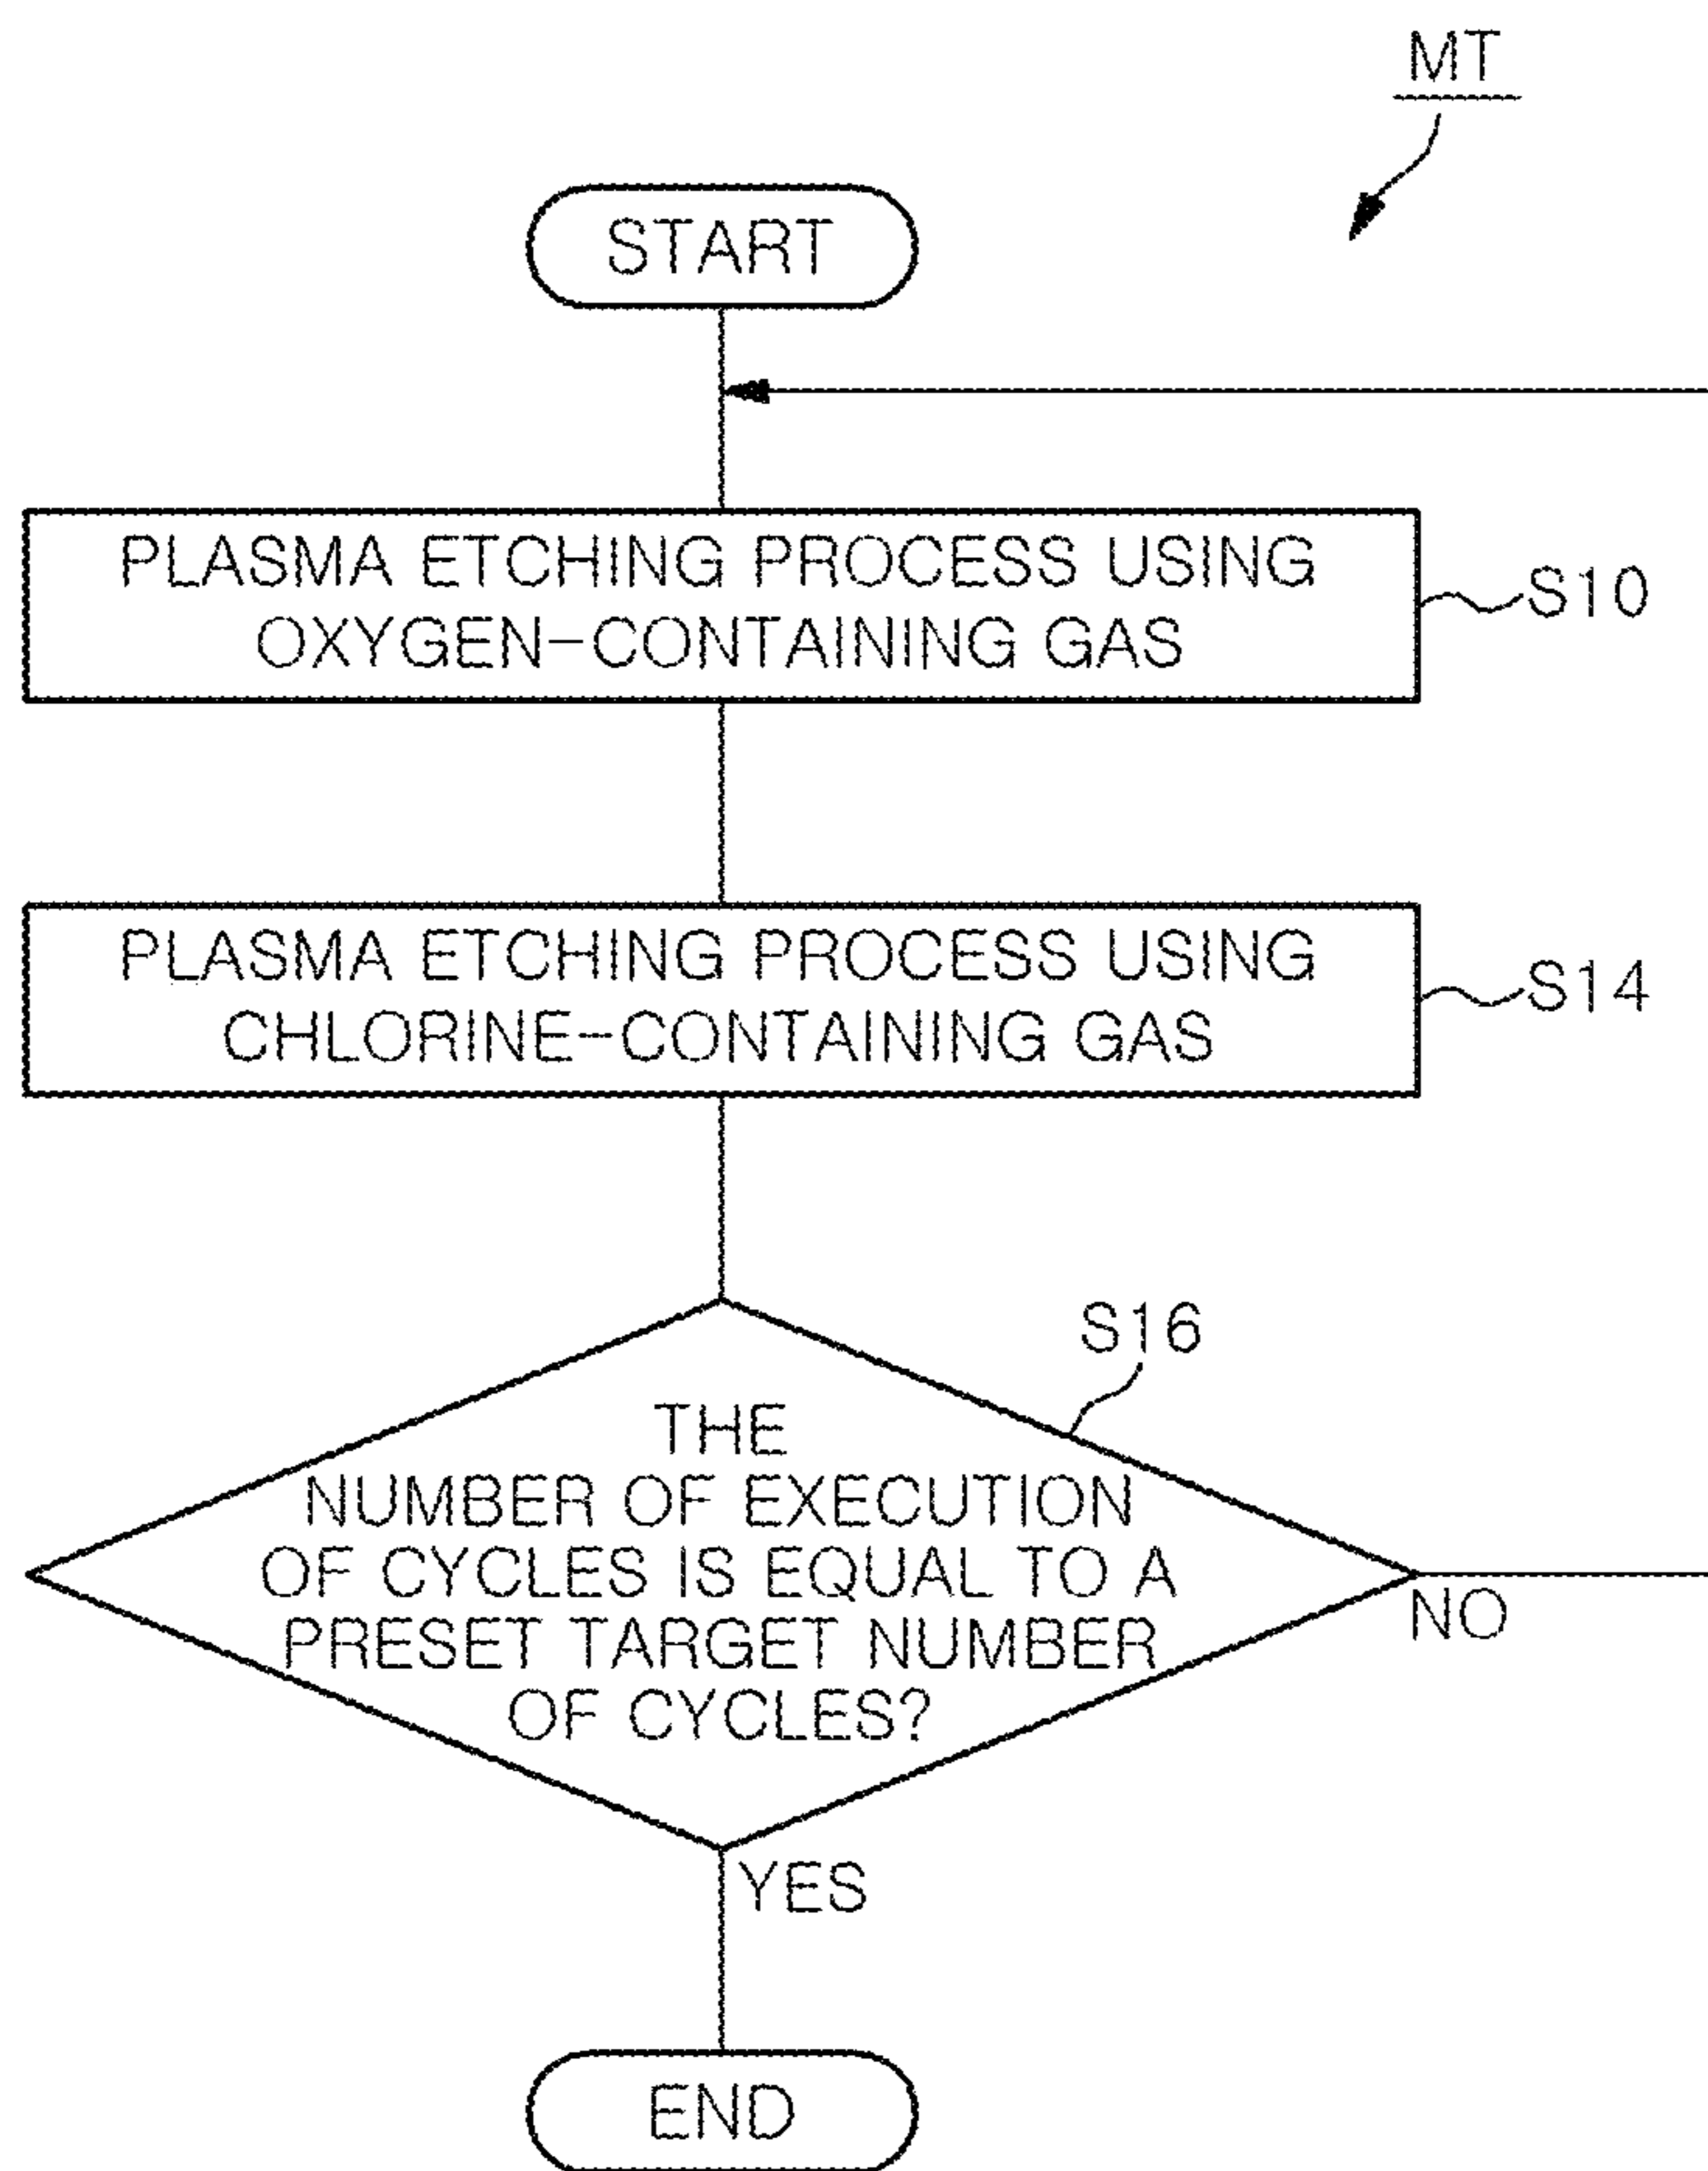 MT
START
PLASMA ETCHING PROCESS USING
OXYGEN-CONTAINING GAS
S10
PLASMA ETCHING PROCESS USING
CHLORINE-CONTAINING GAS
S14
S16
THE
NUMBER OF EXECUTION
OF CYCLES IS EQUAL TO A
PRESET TARGET NUMBER
OF CYCLES?
NO
YES
END